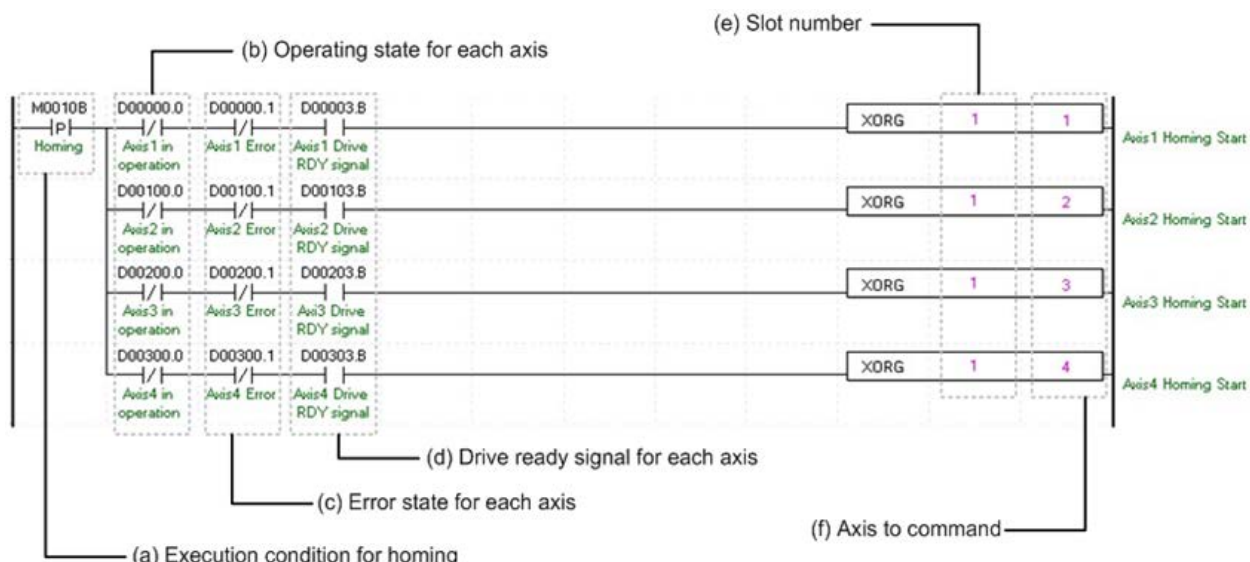 (e) Slot number
(b) Operating state for each axis
M0010B D00000.0 D00000.1 D00003.B
P
XORG 1 1
Homing Axis1 in operation Axis1 Error Axis1 Drive RDY signal
Axis1 Homing Start
D00100.0 D00100.1 D00103.B
XORG 1 2
Axis2 in operation Axis2 Error Axis2 Drive RDY signal
Axis2 Homing Start
D00200.0 D00200.1 D00203.B
XORG 1 3
Axis3 in operation Axis3 Error Axi3 Drive RDY signal
Axis3 Homing Start
D00300.0 D00300.1 D00303.B
XORG 1 4
Axis4 in operation Axis4 Error Axis4 Drive RDY signal
Axis4 Homing Start
(d) Drive ready signal for each axis
(c) Error state for each axis
(f) Axis to command
(a) Execution condition for homing